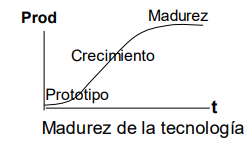 Prod
Madurez
Crecimiento
Prototipo
t
Madurez de la tecnología